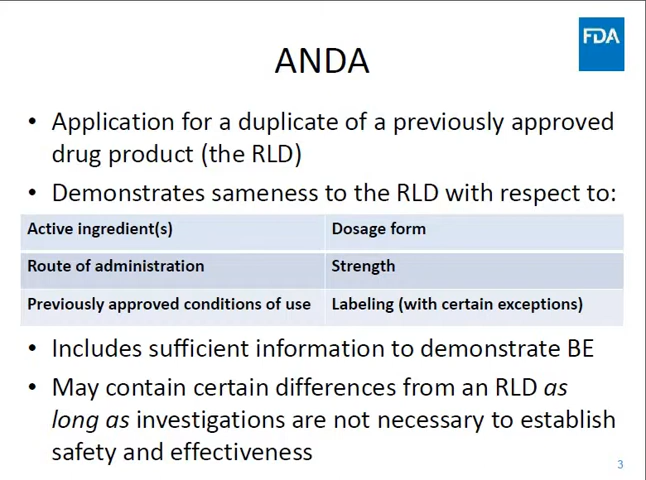 FDA
ANDA
• Application for a duplicate of a previously approved
drug product (the RLD)
• Demonstrates sameness to the RLD with respect to:
Active ingredient(s) Dosage form
Route of administration Strength
Previously approved conditions of use Labeling (with certain exceptions)
• Includes sufficient information to demonstrate BE
• May contain certain differences from an RLD as
long as investigations are not necessary to establish
safety and effectiveness
3